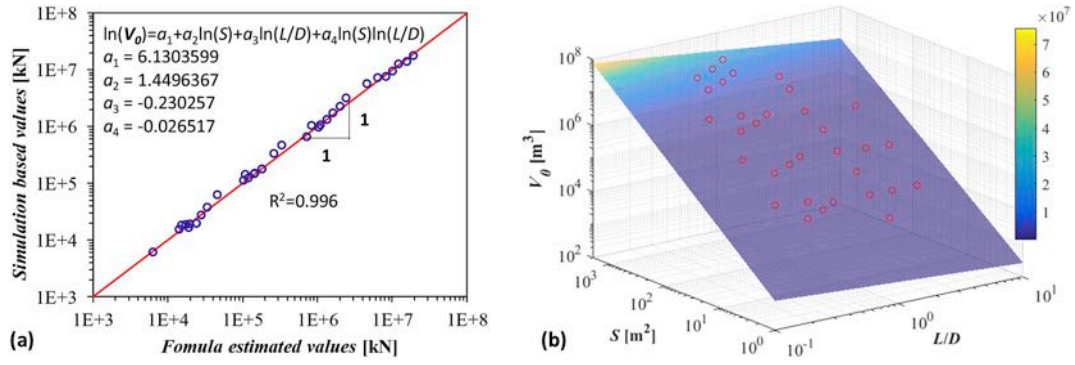 ln(V₀)=a₁+a₂ln(S)+a₃ln(L/D)+a₄ln(S)ln(L/D)
a₁ = 6.1303599
a₂ = 1.4496367
a₃ = -0.230257
a₄ = -0.026517
1
1
R²=0.996
1E+8
1E+7
1E+6
1E+5
1E+4
1E+3
Simulation based values [kN]
1E+3 1E+4 1E+5 1E+6 1E+7 1E+8
Fomula estimated values [kN]
(a)
×10⁷
7
6
5
4
3
2
1
10⁸
10⁶
10⁴
10²
V₀ [m³]
10³
10²
10¹
10⁰
S [m²]
10⁻¹
10⁰
10¹
L/D
(b)